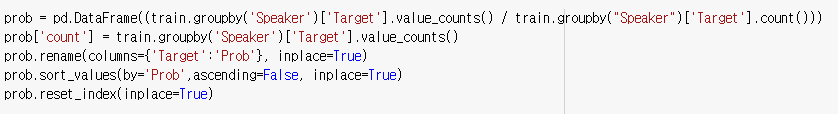 prob = pd.DataFrame((train.groupby('Speaker')['Target'].value_counts() / train.groupby("Speaker")['Target'].count()))
prob['count'] = train.groupby('Speaker')['Target'].value_counts()
prob.rename(columns={'Target':'Prob'}, inplace=True)
prob.sort_values(by='Prob',ascending=False, inplace=True)
prob.reset_index(inplace=True)